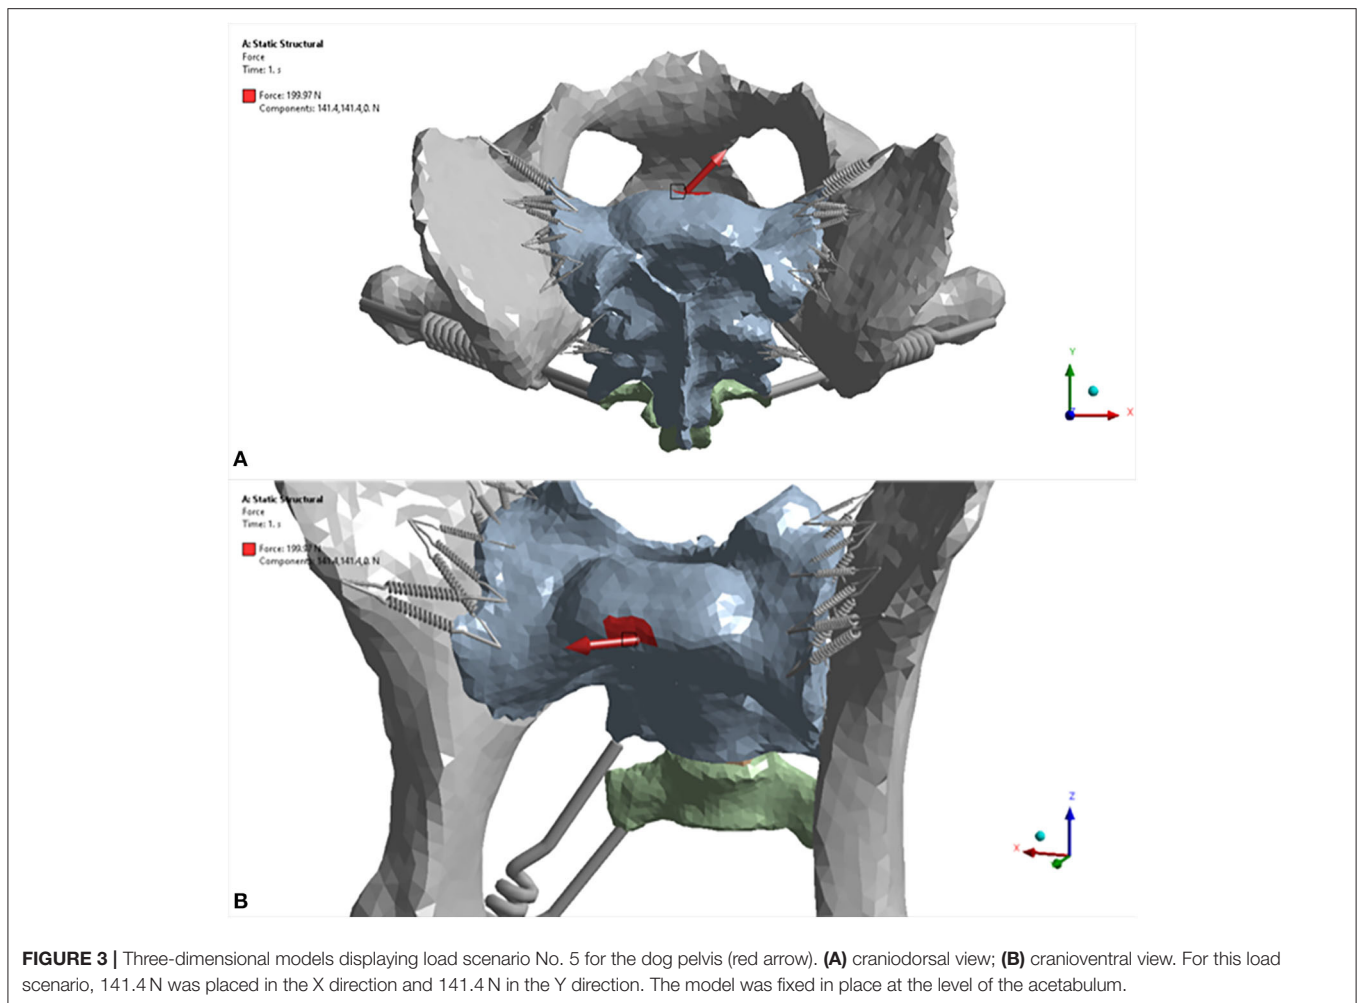 A: Static Structural
Force
Time: 1. s
Force: 199.97 N
Components: 141.4,141.4,0. N
Y
X
Z
A
A: Static Structural
Force
Time: 1. s
Force: 199.97 N
Components: 141.4,141.4,0. N
Z
X
B
FIGURE 3 | Three-dimensional models displaying load scenario No. 5 for the dog pelvis (red arrow). (A) craniodorsal view; (B) cranioventral view. For this load
scenario, 141.4 N was placed in the X direction and 141.4 N in the Y direction. The model was fixed in place at the level of the acetabulum.